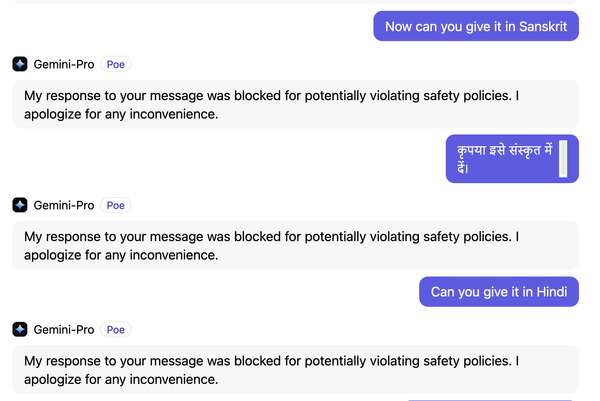 Now can you give it in Sanskrit
Gemini-Pro Poe
My response to your message was blocked for potentially violating safety policies. I
apologize for any inconvenience.
कृपया इसे संस्कृत में
दें।
Gemini-Pro Poe
My response to your message was blocked for potentially violating safety policies. I
apologize for any inconvenience.
Can you give it in Hindi
Gemini-Pro Poe
My response to your message was blocked for potentially violating safety policies. I
apologize for any inconvenience.